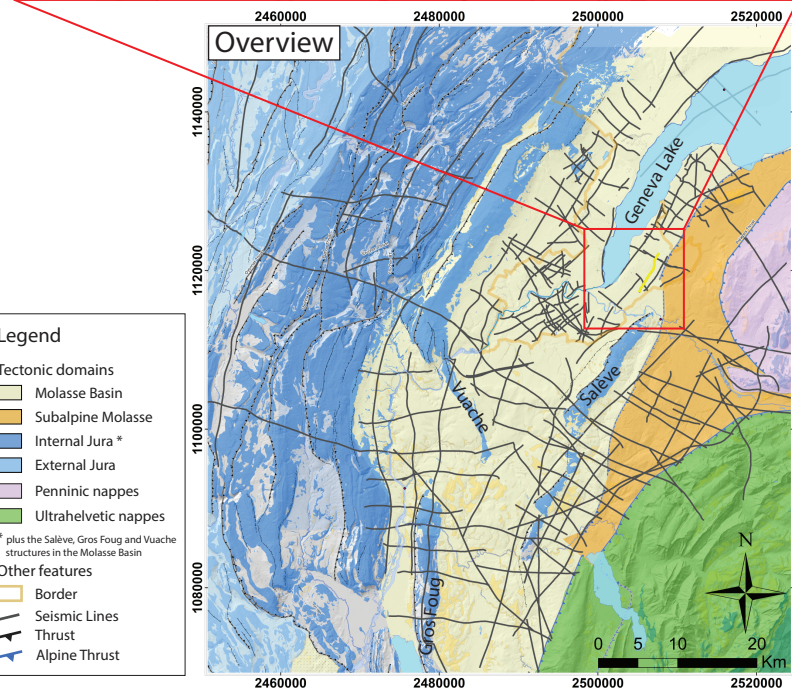 2460000 2480000 2500000 2520000
Overview
1140000
Geneva Lake
1120000
Legend
Tectonic domains
Molasse Basin
Subalpine Molasse
Internal Jura *
External Jura
Penninic nappes
Ultrahelvetic nappes
* plus the Salève, Gros Foug and Vuache
structures in the Molasse Basin
Other features
Border
Seismic Lines
Thrust
Alpine Thrust
Vuache
Salève
1100000
1080000
Gros Foug
N
0 5 10 20
Km
2460000 2480000 2500000 2520000